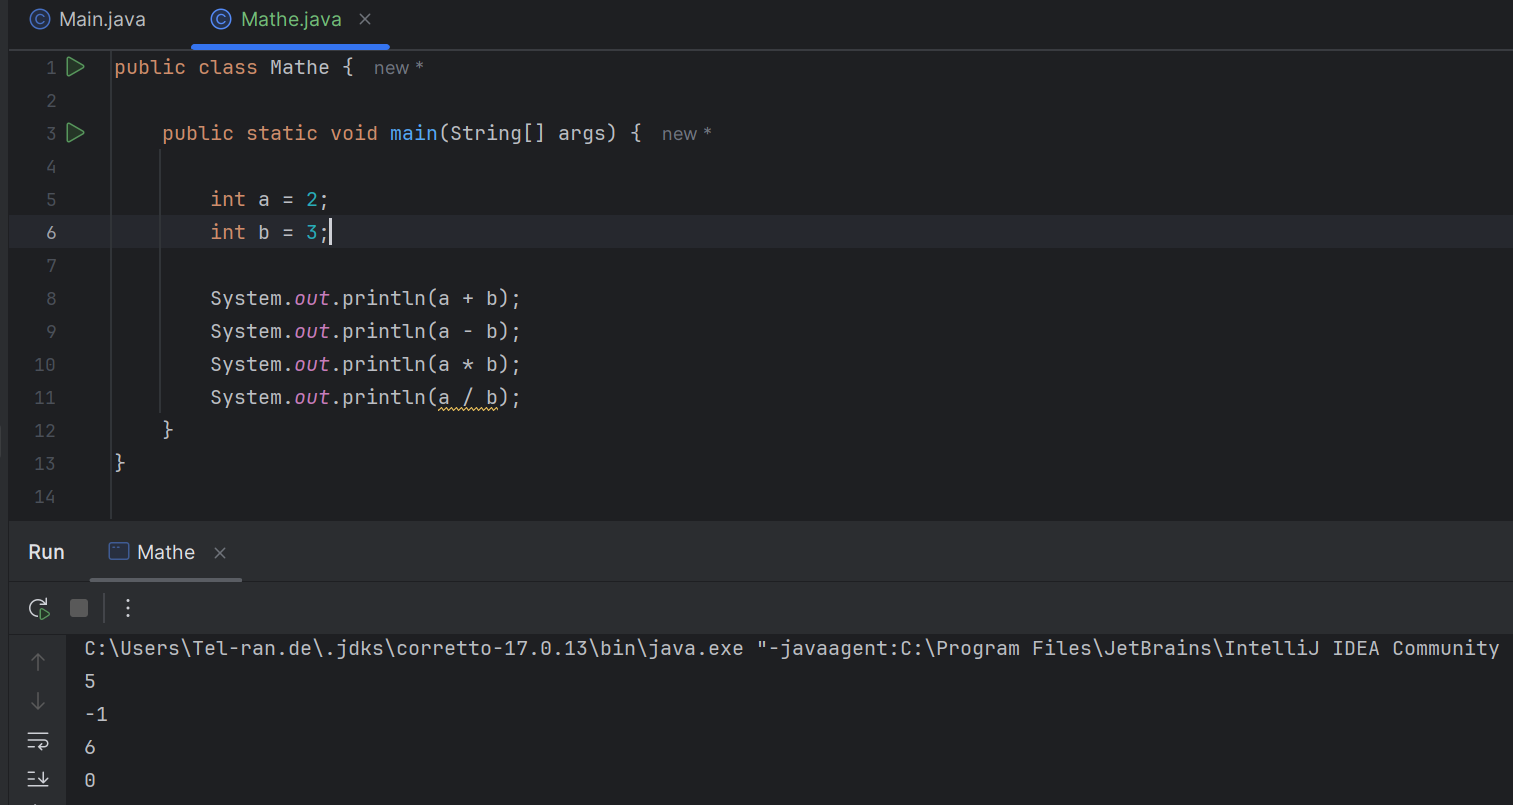 Main.java Mathe.java
1 public class Mathe { new *
2
3 public static void main(String[] args) { new *
4
5 int a = 2;
6 int b = 3;
7
8 System.out.println(a + b);
9 System.out.println(a - b);
10 System.out.println(a * b);
11 System.out.println(a / b);
12 }
13 }
14
Run Mathe
C:\Users\Tel-ran.de\.jdks\corretto-17.0.13\bin\java.exe "-javaagent:C:\Program Files\JetBrains\IntelliJ IDEA Community
5
-1
6
0